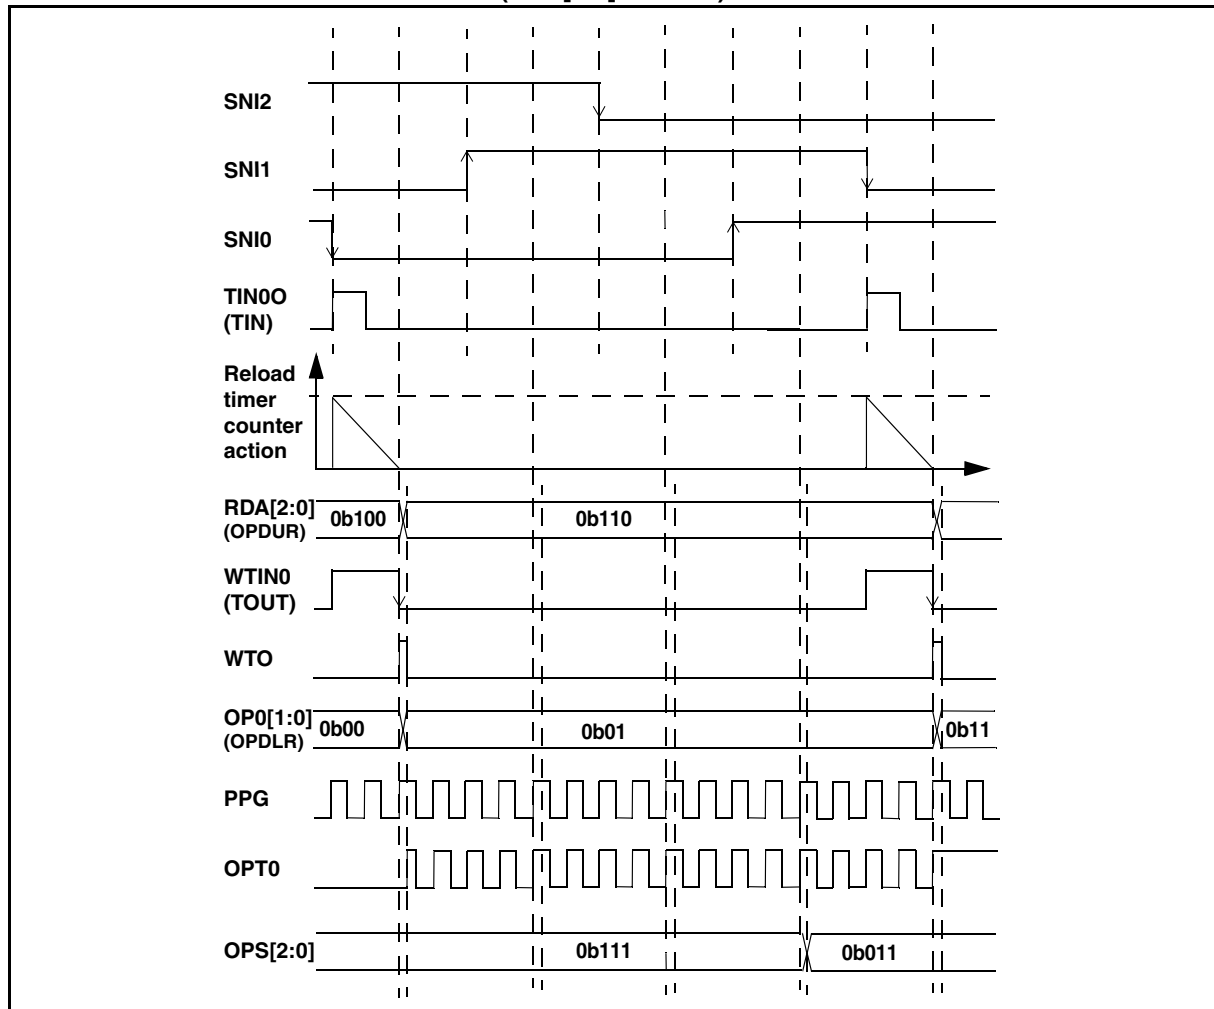 SNI2
SNI1
SNI0
TIN0O
(TIN)
Reload
timer
counter
action
RDA[2:0]
(OPDUR)
0b100
0b110
WTIN0
(TOUT)
WTO
OP0[1:0]
(OPDLR)
0b00
0b01
0b11
PPG
OPT0
OPS[2:0]
0b111
0b011